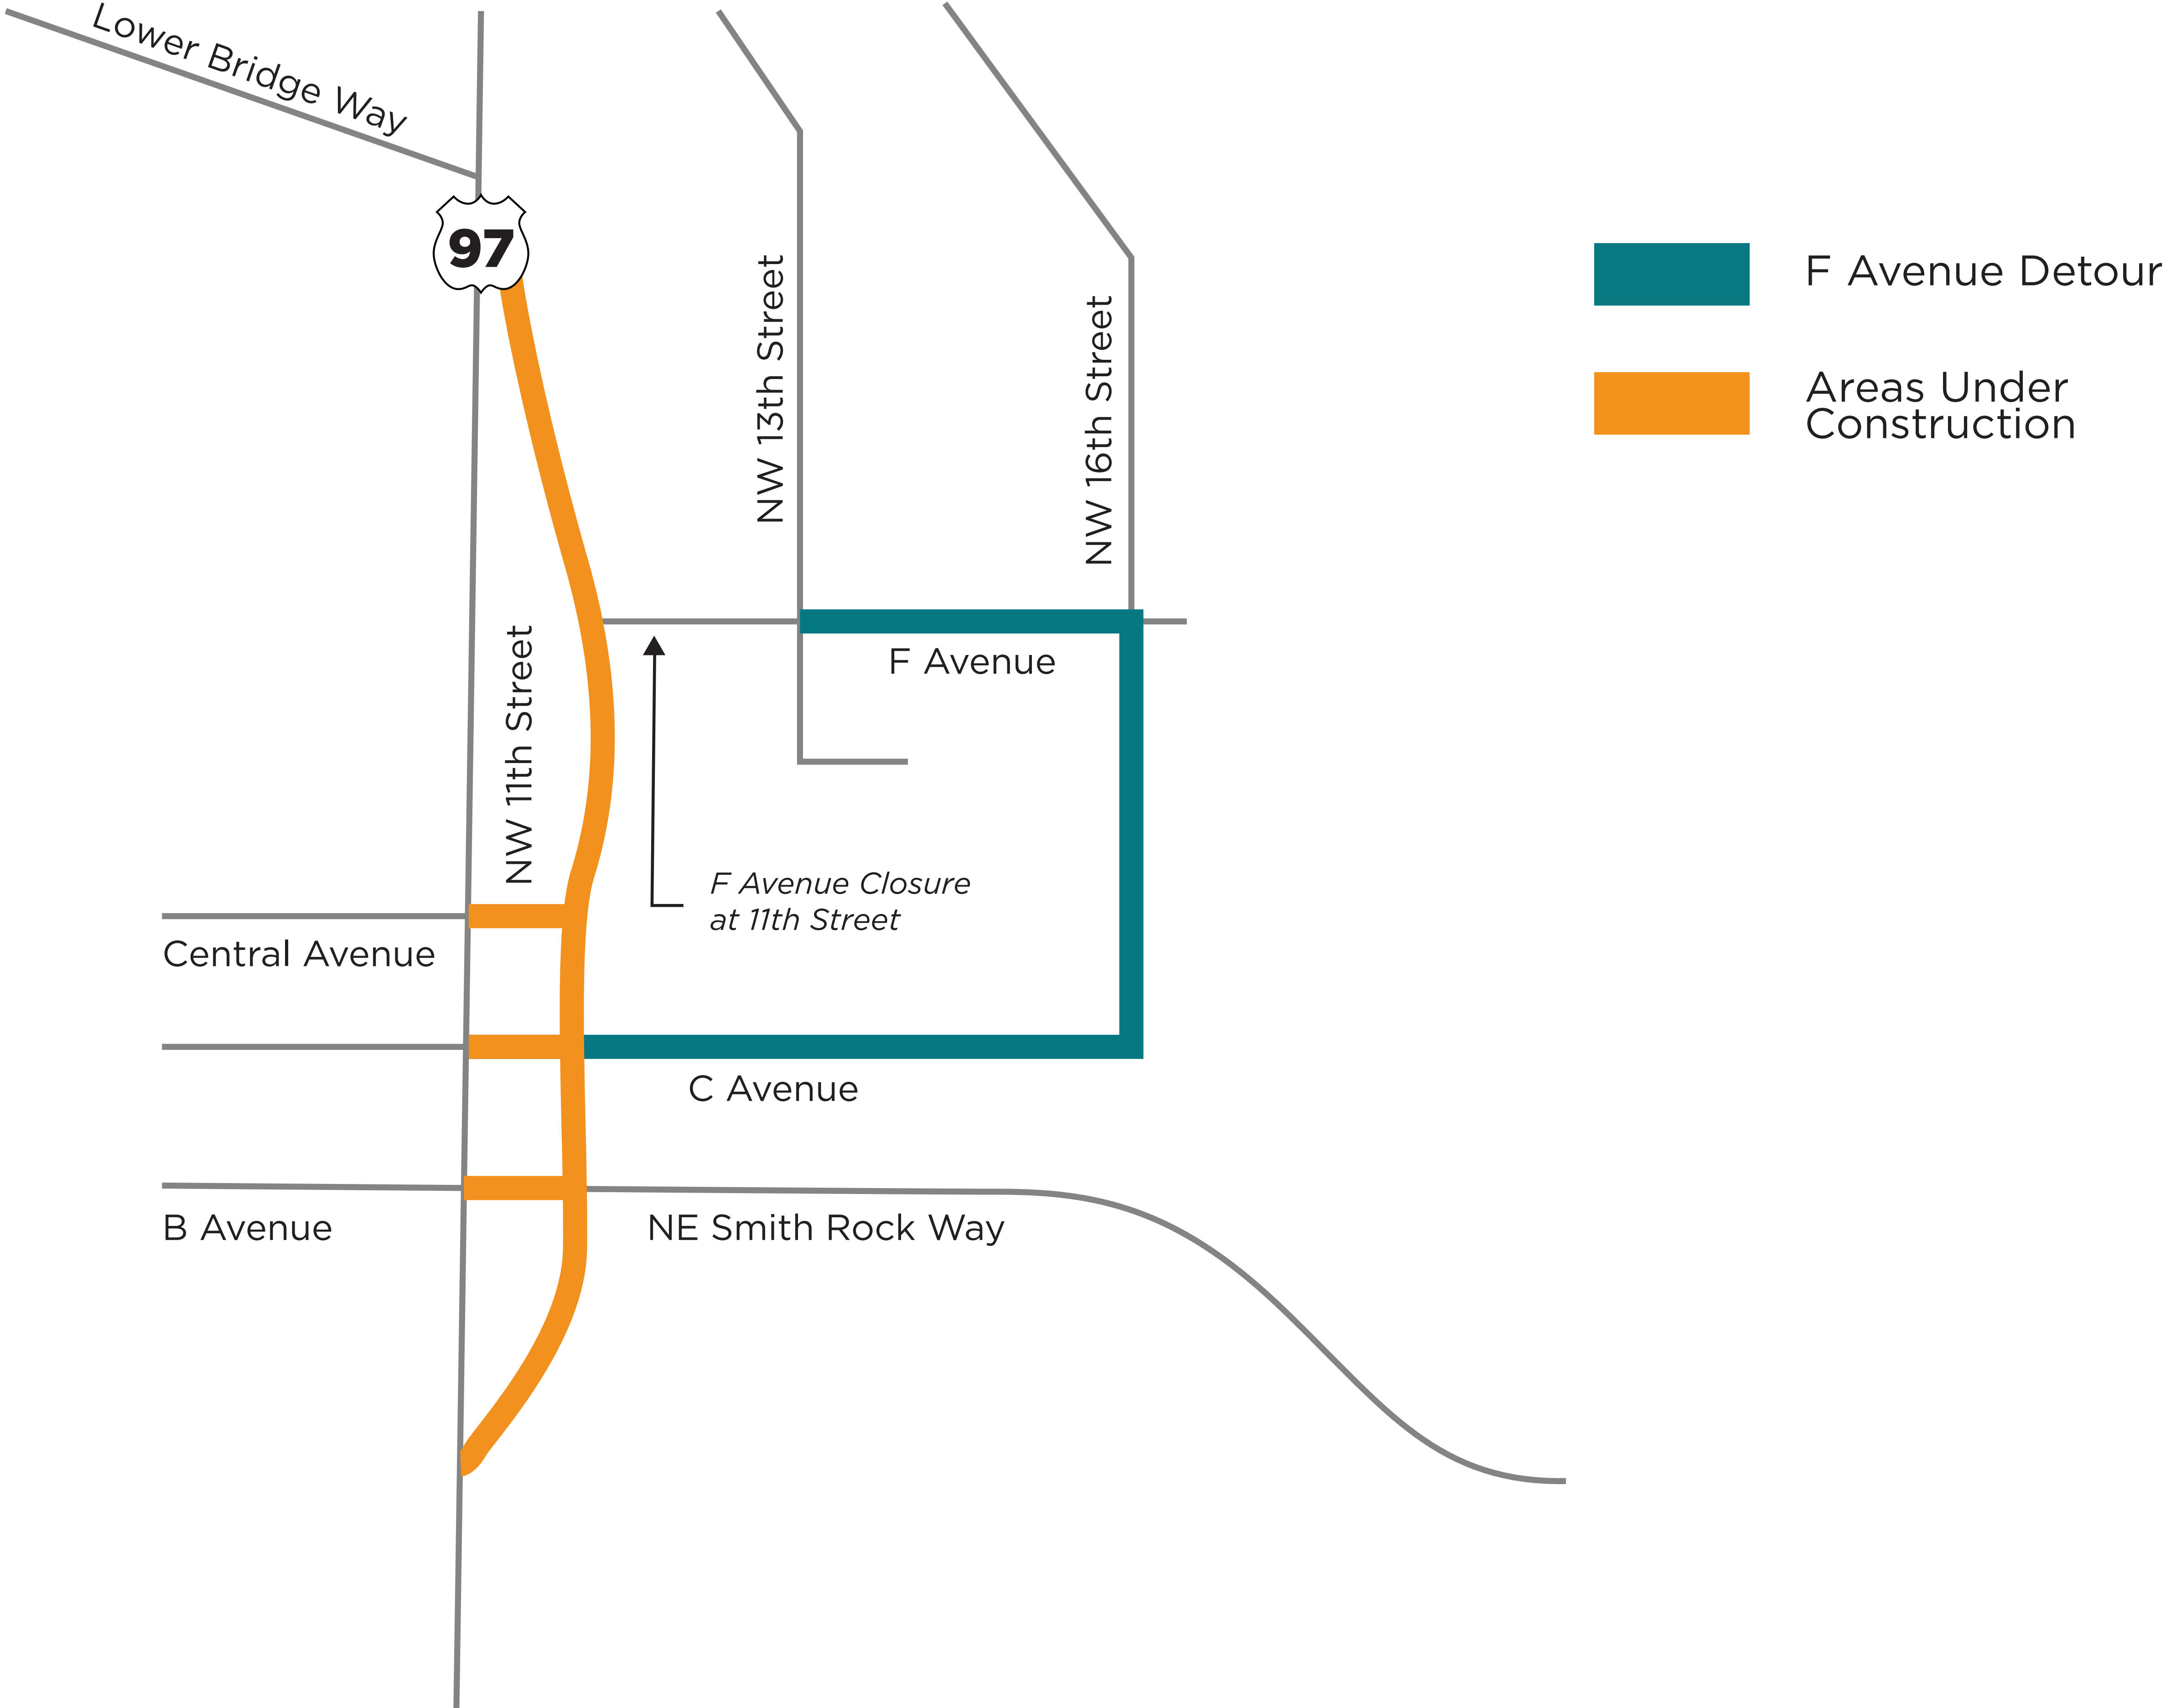 Lower Bridge Way
97
NW 13th Street
NW 16th Street
F Avenue Detour
Areas Under
Construction
NW 11th Street
F Avenue
F Avenue Closure
at 11th Street
Central Avenue
C Avenue
B Avenue
NE Smith Rock Way